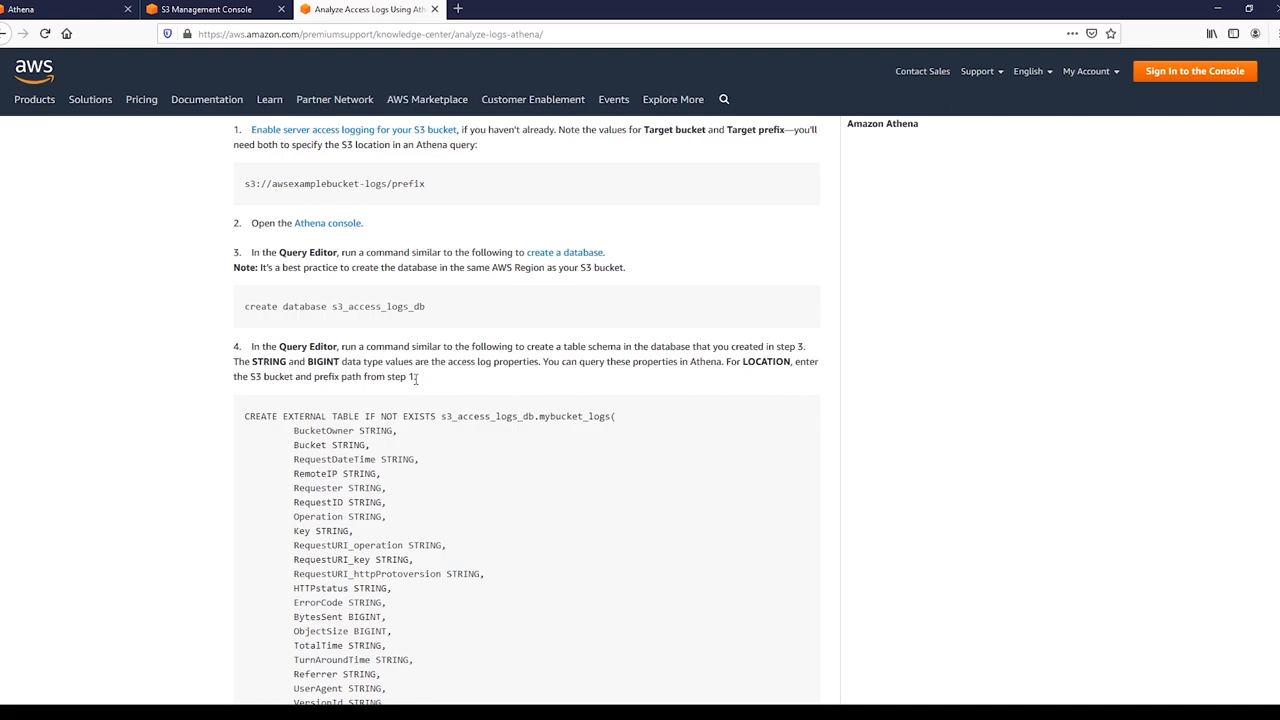 Athena
S3 Management Console
Analyze Access Logs Using Ath
https://aws.amazon.com/premiumsupport/knowledge-center/analyze-logs-athena/
aws
Contact Sales Support English My Account Sign In to the Console
Products Solutions Pricing Documentation Learn Partner Network AWS Marketplace Customer Enablement Events Explore More
1. Enable server access logging for your S3 bucket, if you haven't already. Note the values for Target bucket and Target prefix—you'll
need both to specify the S3 location in an Athena query:
s3://awsexamplebucket-logs/prefix
2. Open the Athena console.
3. In the Query Editor, run a command similar to the following to create a database.
Note: It's a best practice to create the database in the same AWS Region as your S3 bucket.
create database s3_access_logs_db
4. In the Query Editor, run a command similar to the following to create a table schema in the database that you created in step 3.
The STRING and BIGINT data type values are the access log properties. You can query these properties in Athena. For LOCATION, enter
the S3 bucket and prefix path from step 1:
CREATE EXTERNAL TABLE IF NOT EXISTS s3_access_logs_db.mybucket_logs(
BucketOwner STRING,
Bucket STRING,
RequestDateTime STRING,
RemoteIP STRING,
Requester STRING,
RequestID STRING,
Operation STRING,
Key STRING,
RequestURI_operation STRING,
RequestURI_key STRING,
RequestURI_httpProtoversion STRING,
HTTPstatus STRING,
ErrorCode STRING,
BytesSent BIGINT,
ObjectSize BIGINT,
TotalTime STRING,
TurnAroundTime STRING,
Referrer STRING,
UserAgent STRING,
VersionId STRING
Amazon Athena